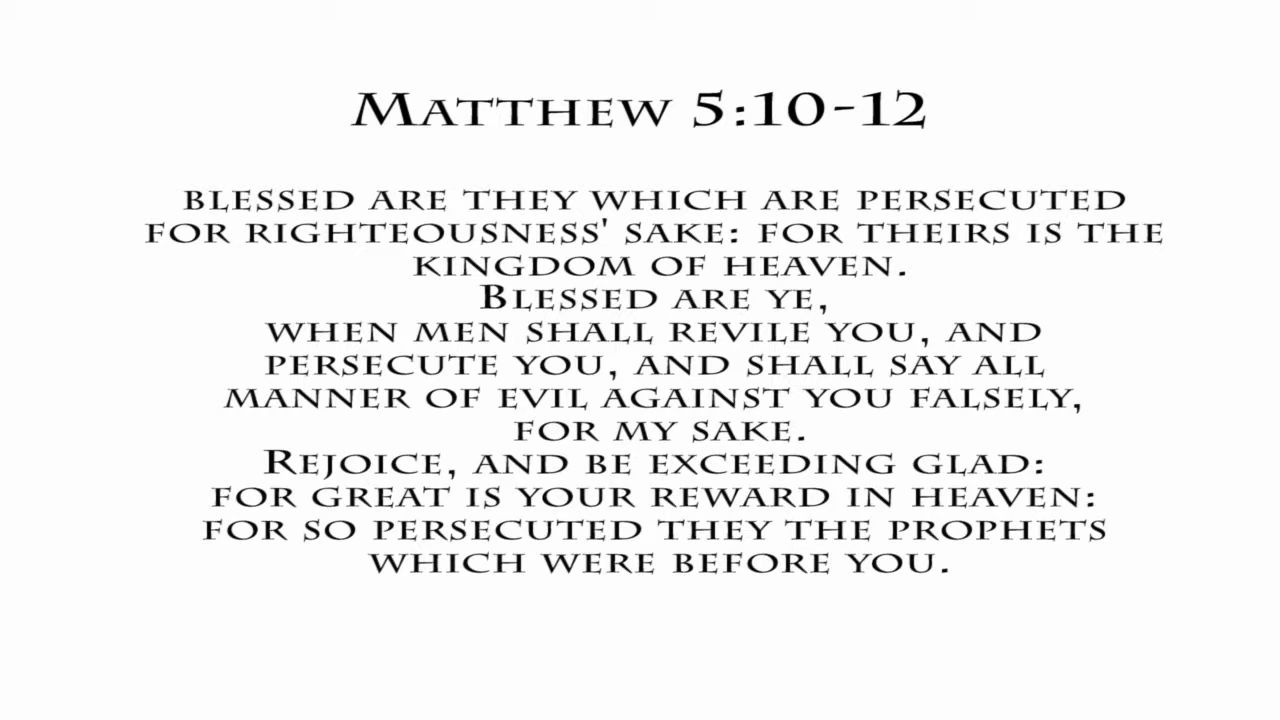 Matthew 5:10-12
blessed are they which are persecuted
for righteousness' sake: for theirs is the
kingdom of heaven.
Blessed are ye,
when men shall revile you, and
persecute you, and shall say all
manner of evil against you falsely,
for my sake.
Rejoice, and be exceeding glad:
for great is your reward in heaven:
for so persecuted they the prophets
which were before you.